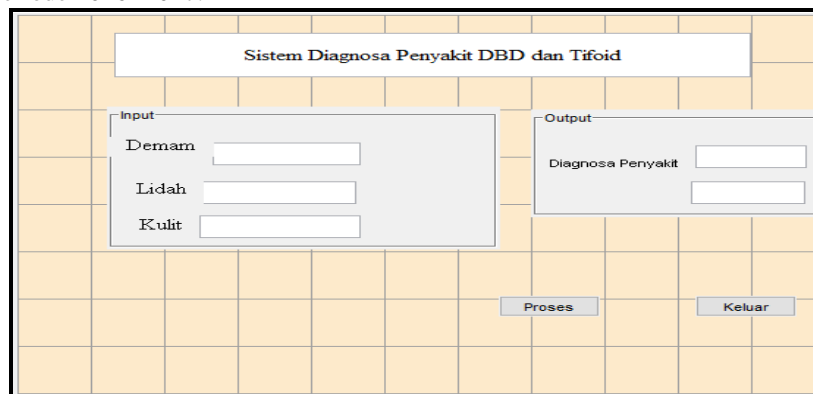 Sistem Diagnosa Penyakit DBD dan Tifoid
Input
Demam
Lidah
Kulit
Output
Diagnosa Penyakit
Proses
Keluar